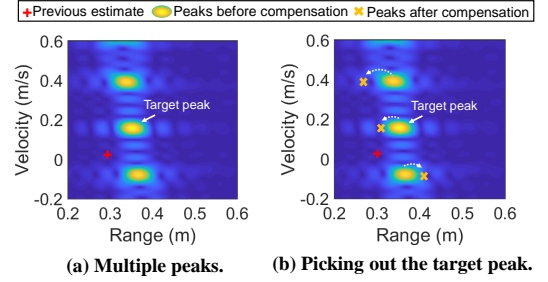 Previous estimate Peaks before compensation Peaks after compensation
Velocity (m/s)
0.6
0.4
0.2
0
-0.2
Target peak
0.2 0.3 0.4 0.5 0.6
Range (m)
(a) Multiple peaks.
Velocity (m/s)
0.6
0.4
0.2
0
-0.2
Target peak
0.2 0.3 0.4 0.5 0.6
Range (m)
(b) Picking out the target peak.